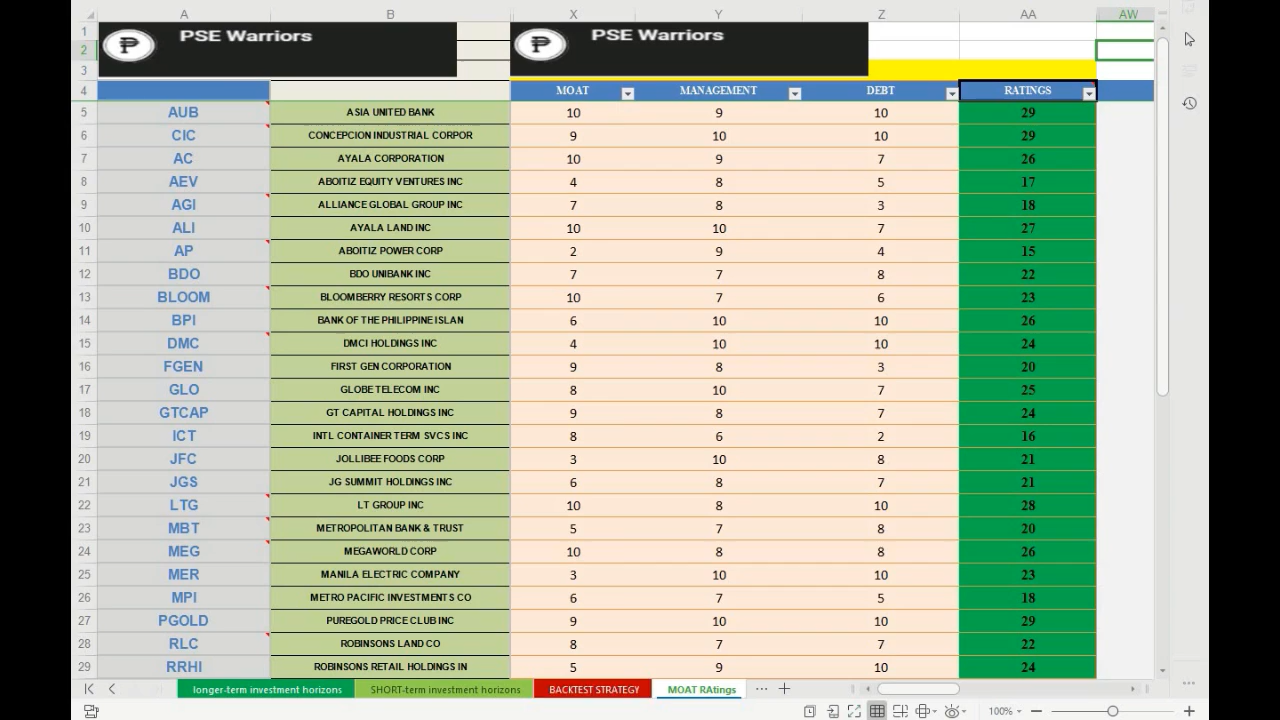 A B X Y Z AA AW
1 ₱ PSE Warriors ₱ PSE Warriors
2
3
4 MOAT MANAGEMENT DEBT RATINGS
5 AUB ASIA UNITED BANK 10 9 10 29
6 CIC CONCEPCION INDUSTRIAL CORPOR 9 10 10 29
7 AC AYALA CORPORATION 10 9 7 26
8 AEV ABOITIZ EQUITY VENTURES INC 4 8 5 17
9 AGI ALLIANCE GLOBAL GROUP INC 7 8 3 18
10 ALI AYALA LAND INC 10 10 7 27
11 AP ABOITIZ POWER CORP 2 9 4 15
12 BDO BDO UNIBANK INC 7 7 8 22
13 BLOOM BLOOMBERRY RESORTS CORP 10 7 6 23
14 BPI BANK OF THE PHILIPPINE ISLAN 6 10 10 26
15 DMC DMCI HOLDINGS INC 4 10 10 24
16 FGEN FIRST GEN CORPORATION 9 8 3 20
17 GLO GLOBE TELECOM INC 8 10 7 25
18 GTCAP GT CAPITAL HOLDINGS INC 9 8 7 24
19 ICT INTL CONTAINER TERM SVCS INC 8 6 2 16
20 JFC JOLLIBEE FOODS CORP 3 10 8 21
21 JGS JG SUMMIT HOLDINGS INC 6 8 7 21
22 LTG LT GROUP INC 10 8 10 28
23 MBT METROPOLITAN BANK & TRUST 5 7 8 20
24 MEG MEGAWORLD CORP 10 8 8 26
25 MER MANILA ELECTRIC COMPANY 3 10 10 23
26 MPI METRO PACIFIC INVESTMENTS CO 6 7 5 18
27 PGOLD PUREGOLD PRICE CLUB INC 9 10 10 29
28 RLC ROBINSONS LAND CO 8 7 7 22
29 RRHI ROBINSONS RETAIL HOLDINGS IN 5 9 10 24
longer-term investment horizons SHORT-term investment horizons BACKTEST STRATEGY MOAT RAtings
100%